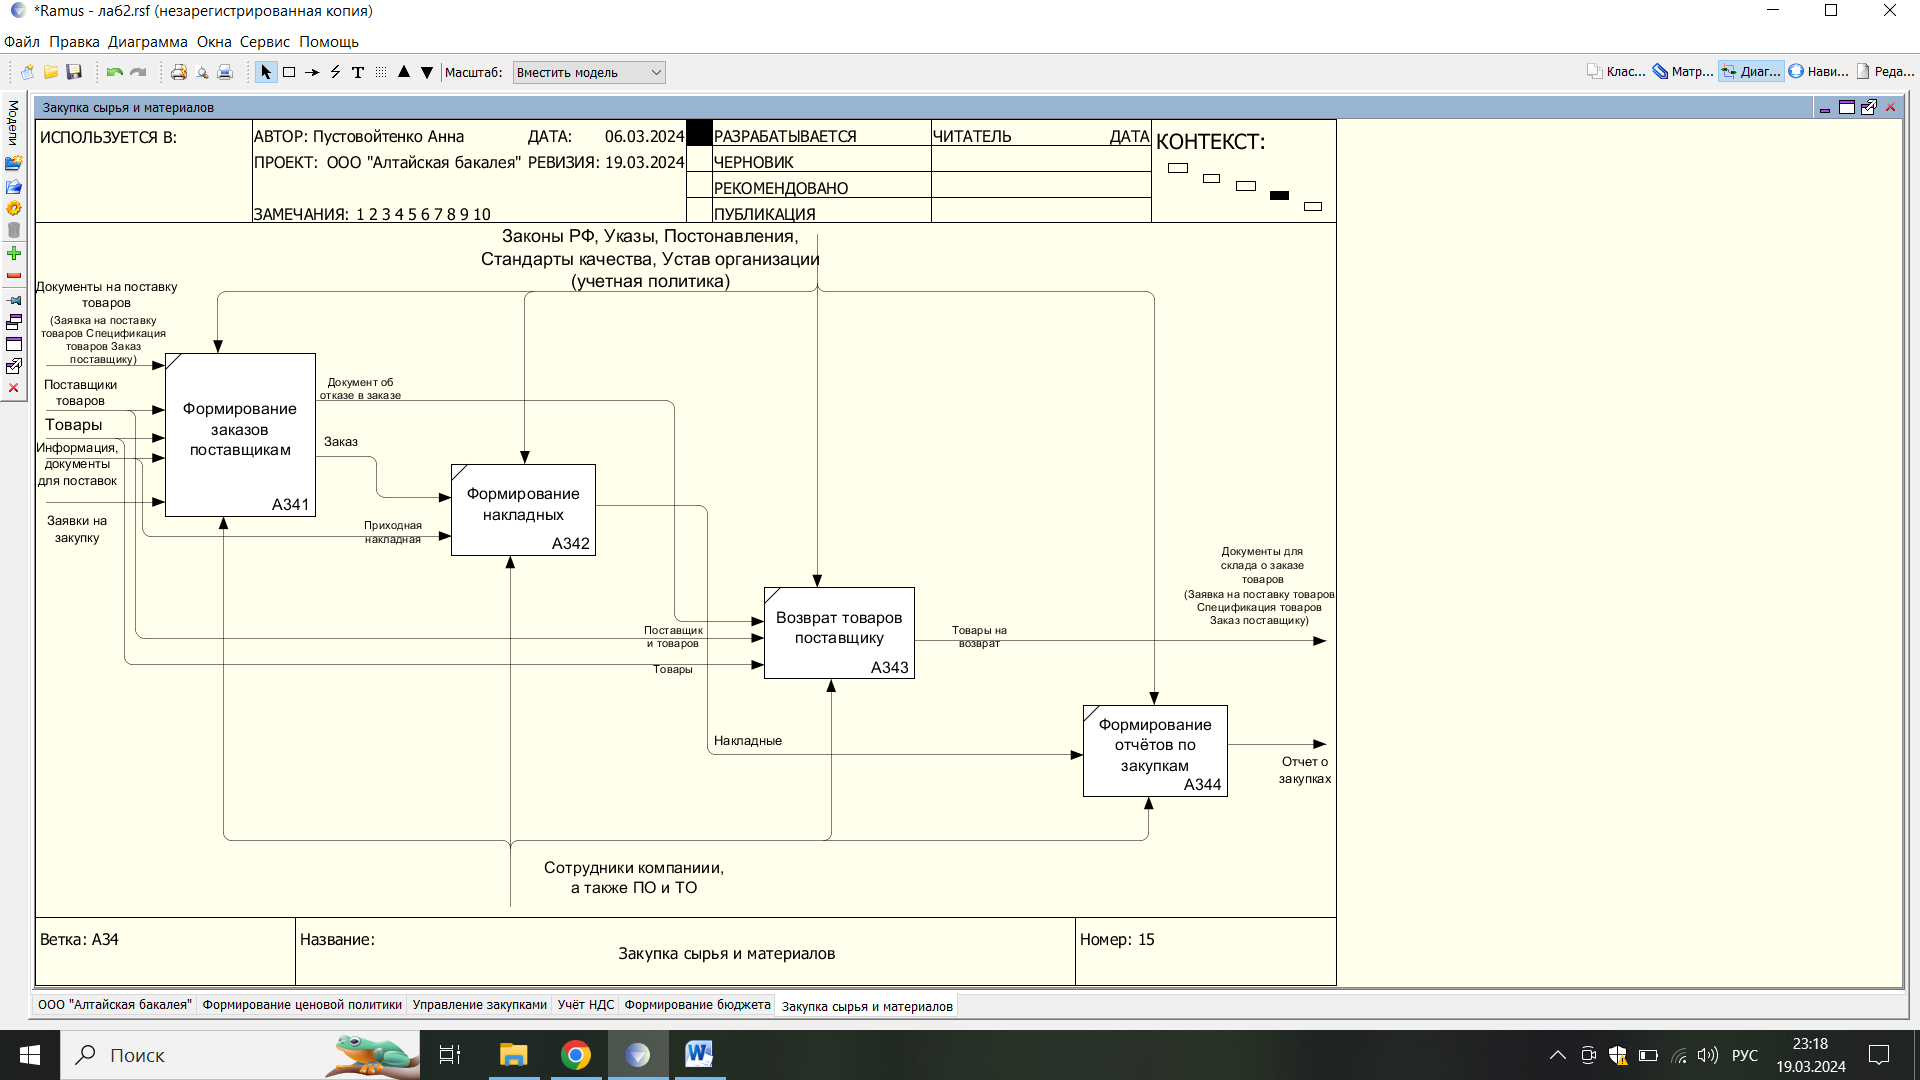 *Ramus - лаб2.rsf (незарегистрированная копия)
Файл Правка Диаграмма Окна Сервис Помощь
Масштаб: Вместить модель
Клас... Матр... Диаг... Нави... Реда...
Модели
Закупка сырья и материалов
ИСПОЛЬЗУЕТСЯ В:
АВТОР: Пустовойтенко Анна ДАТА: 06.03.2024
ПРОЕКТ: ООО "Алтайская бакалея" РЕВИЗИЯ: 19.03.2024
ЗАМЕЧАНИЯ: 1 2 3 4 5 6 7 8 9 10
РАЗРАБАТЫВАЕТСЯ
ЧЕРНОВИК
РЕКОМЕНДОВАНО
ПУБЛИКАЦИЯ
ЧИТАТЕЛЬ ДАТА
КОНТЕКСТ:
Законы РФ, Указы, Постонавления,
Стандарты качества, Устав организации
(учетная политика)
Документы на поставку
товаров
(Заявка на поставку
товаров Спецификация
товаров Заказ
поставщику)
Поставщики
товаров
Товары
Информация,
документы
для поставок
Заявки на
закупку
Формирование
заказов
поставщикам
A341
Документ об
отказе в заказе
Заказ
Приходная
накладная
Формирование
накладных
A342
Поставщик
и товаров
Товары
Возврат товаров
поставщику
A343
Товары на
возврат
Документы для
склада о заказе
товаров
(Заявка на поставку товаров
Спецификация товаров
Заказ поставщику)
Накладные
Формирование
отчётов по
закупкам
A344
Отчет о
закупках
Сотрудники компаниии,
а также ПО и ТО
Ветка: A34
Название:
Закупка сырья и материалов
Номер: 15
ООО "Алтайская бакалея" Формирование ценовой политики Управление закупками Учёт НДС Формирование бюджета Закупка сырья и материалов
Поиск
РУС
23:18
19.03.2024